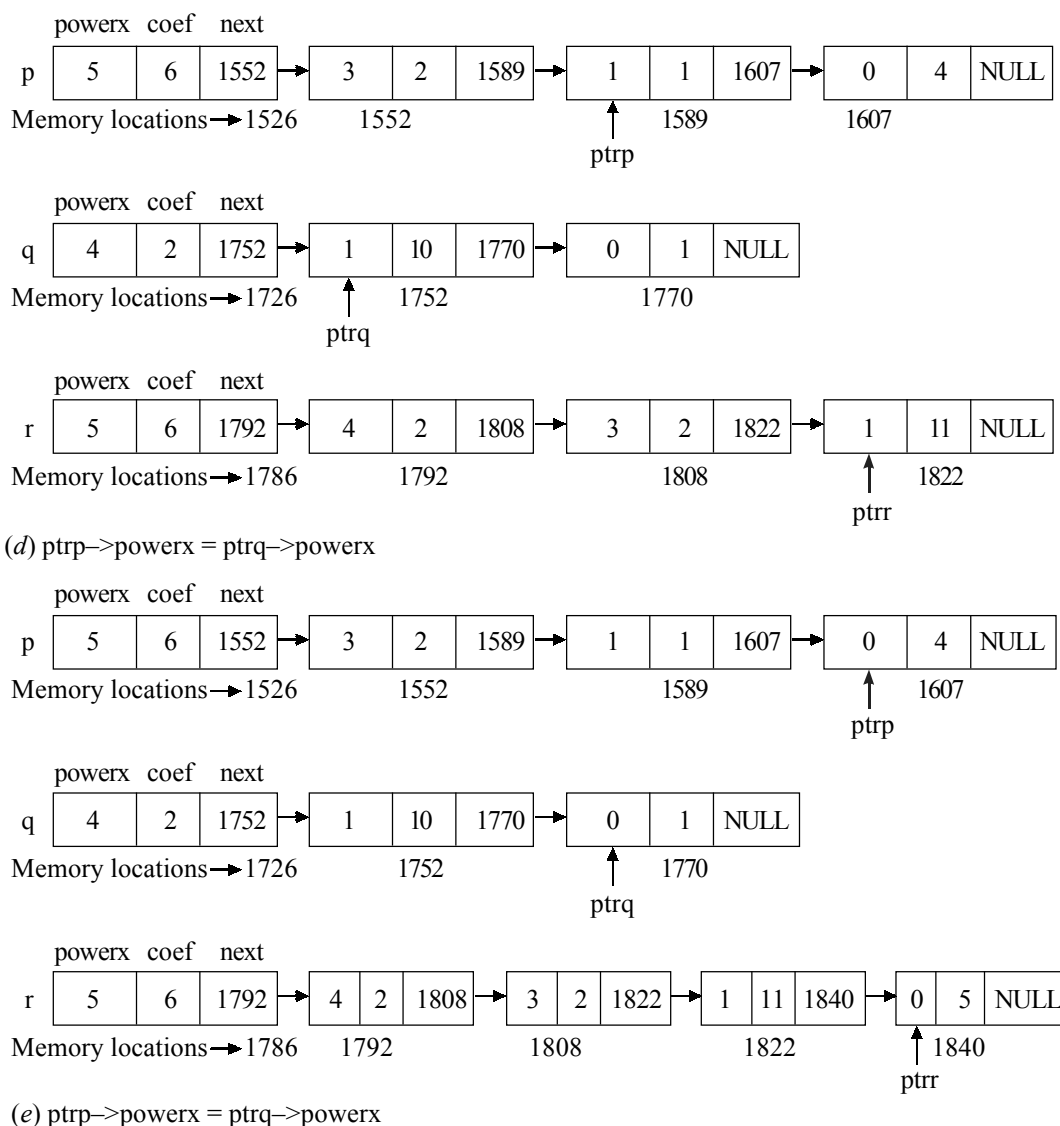 powerx coef next
p 5 6 1552 3 2 1589 1 1 1607 0 4 NULL
Memory locations 1526 1552 1589 1607
ptrp
powerx coef next
q 4 2 1752 1 10 1770 0 1 NULL
Memory locations 1726 1752 1770
ptrq
powerx coef next
r 5 6 1792 4 2 1808 3 2 1822 1 11 NULL
Memory locations 1786 1792 1808 1822
ptrr
(d) ptrp–>powerx = ptrq–>powerx
powerx coef next
p 5 6 1552 3 2 1589 1 1 1607 0 4 NULL
Memory locations 1526 1552 1589 1607
ptrp
powerx coef next
q 4 2 1752 1 10 1770 0 1 NULL
Memory locations 1726 1752 1770
ptrq
powerx coef next
r 5 6 1792 4 2 1808 3 2 1822 1 11 1840 0 5 NULL
Memory locations 1786 1792 1808 1822 1840
ptrr
(e) ptrp–>powerx = ptrq–>powerx